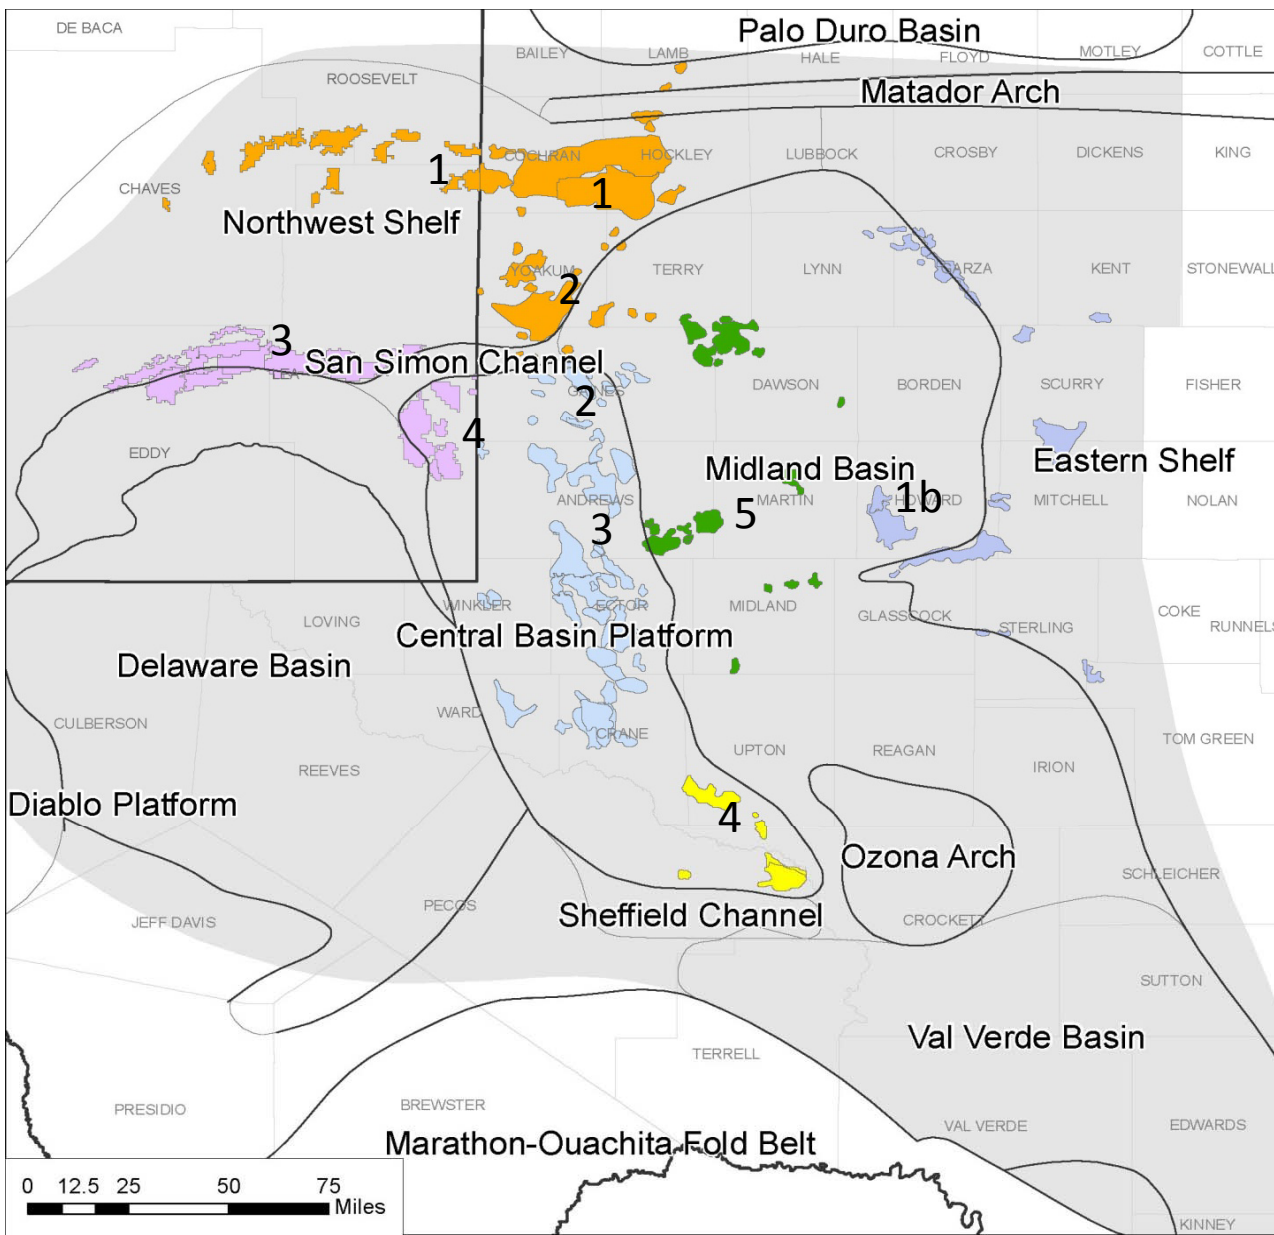 DE BACA
Palo Duro Basin
BAILEY
LAMB
HALE
FLOYD
MOTLEY
COTTLE
ROOSEVELT
Matador Arch
COCHRAN
HOCKLEY
LUBBOCK
CROSBY
DICKENS
KING
1
CHAVES
1
Northwest Shelf
YOAKUM
TERRY
LYNN
GARZA
KENT
STONEWALL
2
3
San Simon Channel
LEA
GAINES
DAWSON
BORDEN
SCURRY
FISHER
2
4
EDDY
Midland Basin
Eastern Shelf
ANDREWS
MARTIN
HOWARD
1b
MITCHELL
NOLAN
5
3
WINKLER
ECTOR
MIDLAND
GLASSCOCK
COKE
LOVING
STERLING
RUNNELS
Central Basin Platform
Delaware Basin
WARD
CULBERSON
CRANE
UPTON
REAGAN
TOM GREEN
REEVES
IRION
Diablo Platform
4
Ozona Arch
SCHLEICHER
PECOS
Sheffield Channel
CROCKETT
JEFF DAVIS
SUTTON
Val Verde Basin
TERRELL
PRESIDIO
BREWSTER
VAL VERDE
EDWARDS
Marathon-Ouachita Fold Belt
0 12.5 25 50 75
Miles
KINNEY